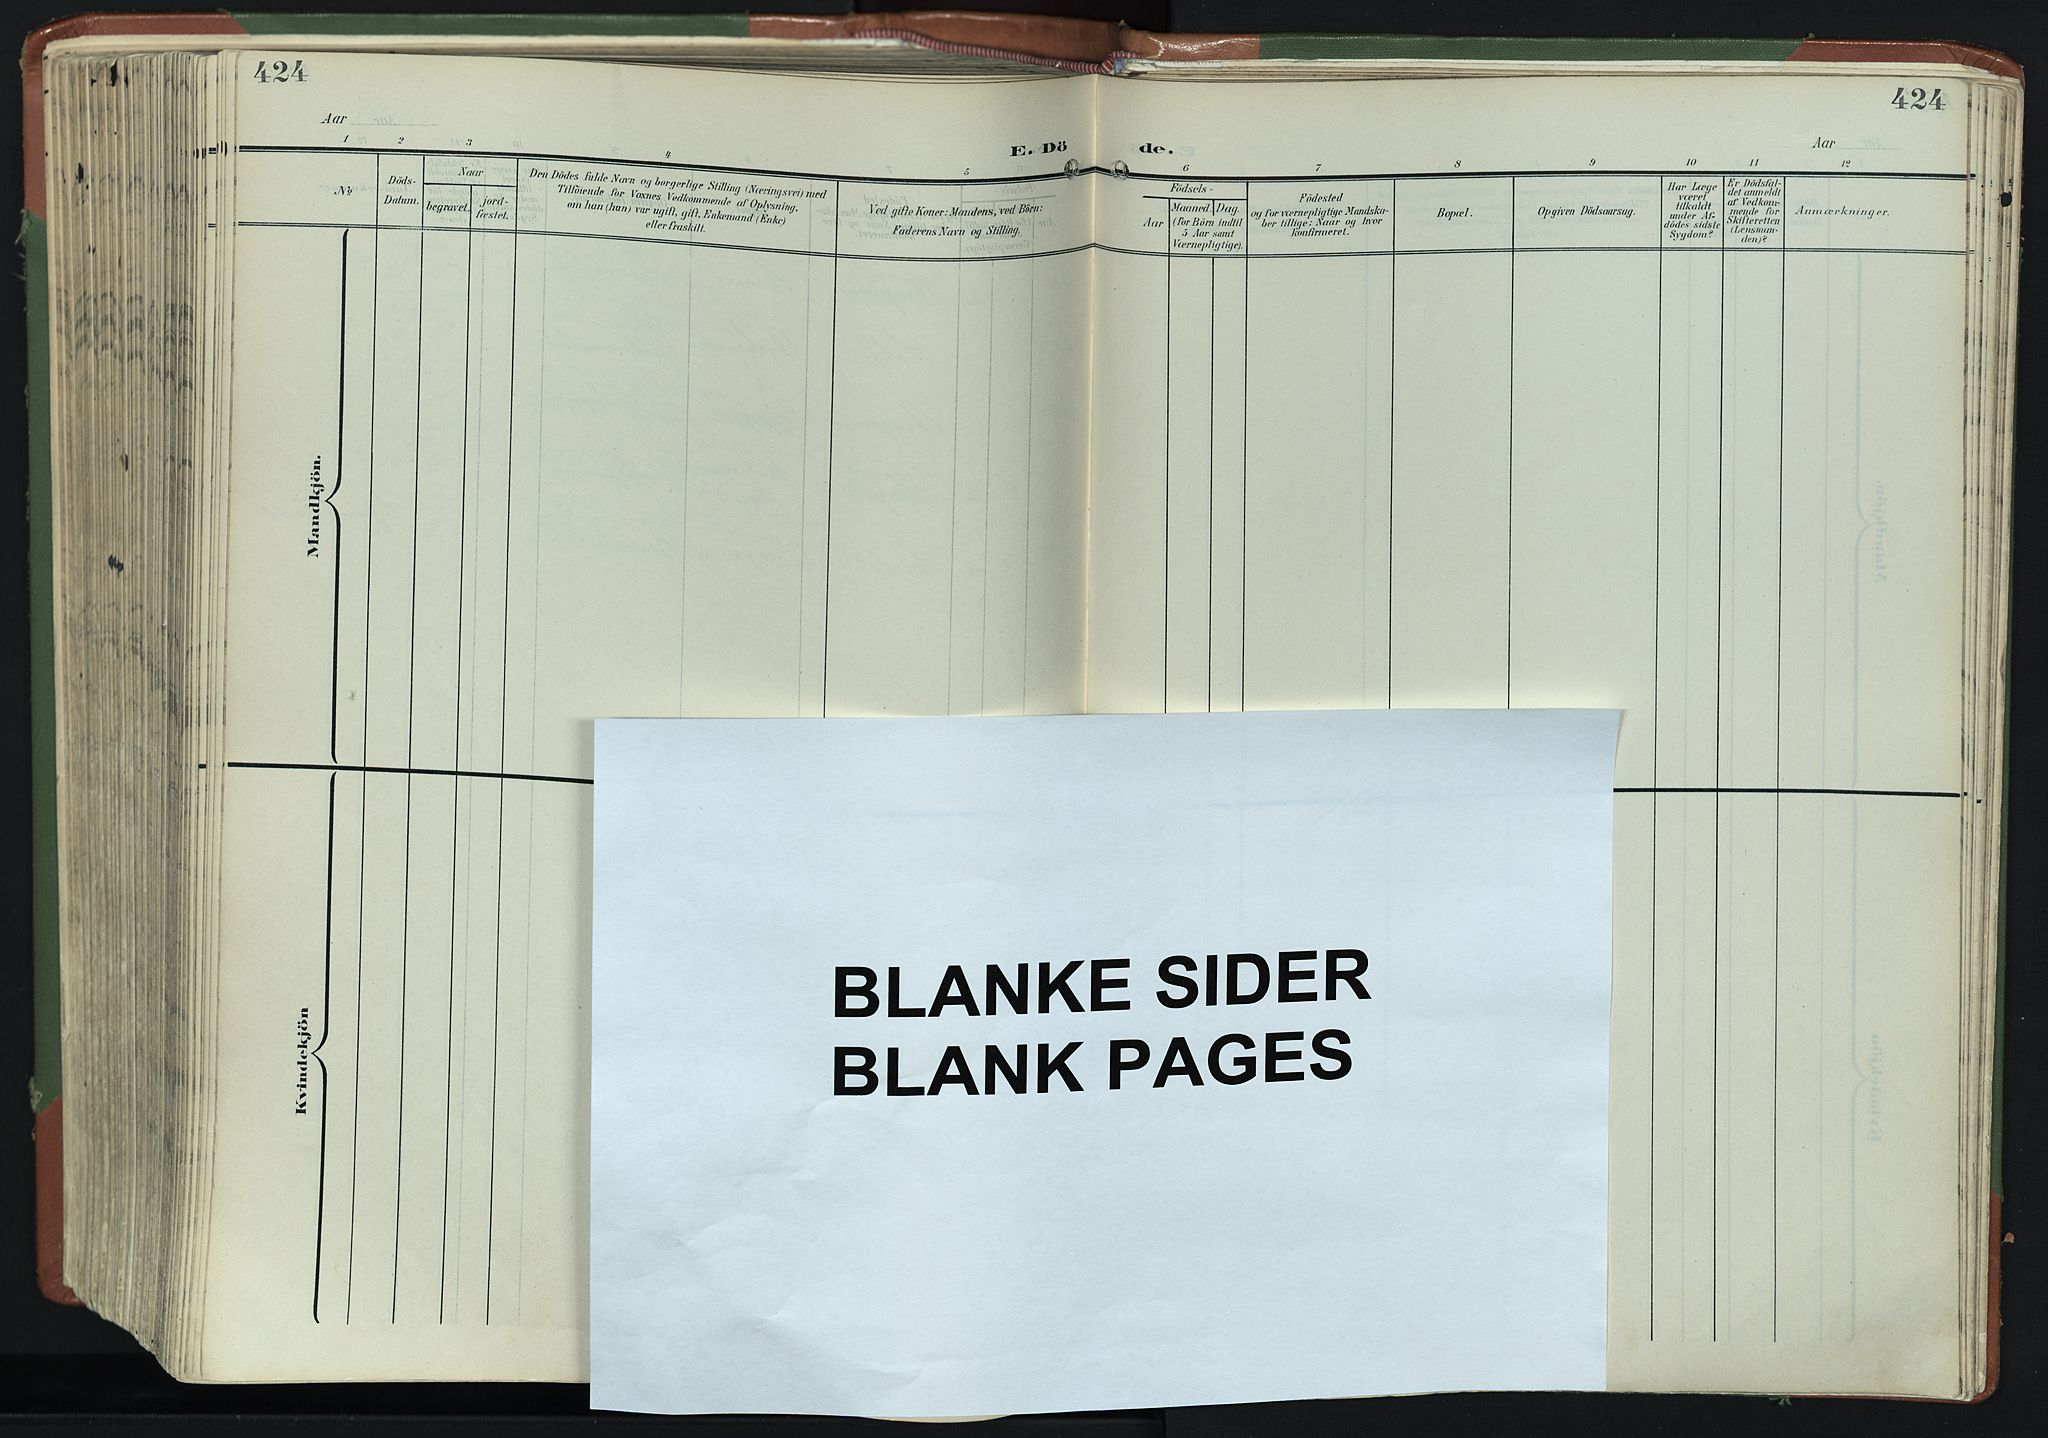 424
424
Aar
Aar
E. Dö de.
1 2 3 4 5 6 7 8 9 10 11 12
No
Döds-
Datum.
Naar
begravet.
jord-
fæstet.
Den Dödes fulde Navn og borgerlige Stilling (Næringsvei) med
Tilföiende for Voxnes Vedkommende af Oplysning.
om han (hun) var ugift, gift, Enkemand (Enke)
eller fraskilt.
Ved gifte Koner: Mandens, ved Börn:
Faderens Navn og Stilling.
Födsels-
Aar
Maaned. Dag.
(for Börn indtil
5 Aar samt
Værnepligtige).
Födested
og for værnepligtige Mandska-
ber tillige: Naar og hvor
konfirmeret.
Bopæl.
Opgiven Dödsaarsag.
Har Læge
været
tilkaldt
under Af-
dödes sidste
Sygdom?
Er Dödsfal-
det anmeldt
af Vedkom-
mende for
Skifteretten
(Lensman-
den)?
Anmærkninger.
Mandkjön.
Kvindekjön
BLANKE SIDER
BLANK PAGES